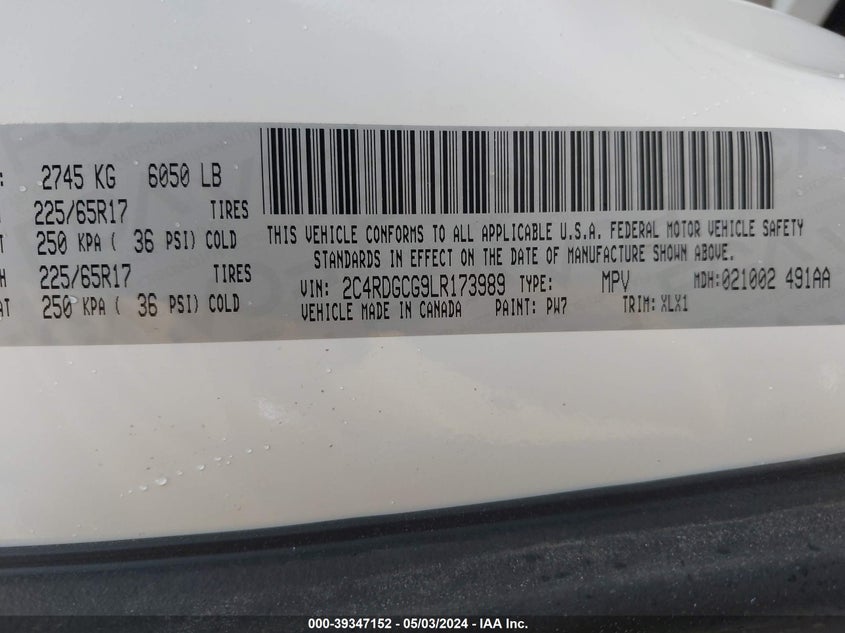 : 2745 KG 6050 LB
225/65R17 TIRES
T 250 KPA ( 36 PSI) COLD
H 225/65R17 TIRES
AT 250 KPA ( 36 PSI) COLD
THIS VEHICLE CONFORMS TO ALL APPLICABLE U.S.A. FEDERAL MOTOR VEHICLE SAFETY
STANDARDS IN EFFECT ON THE DATE OF MANUFACTURE SHOWN ABOVE.
VIN: 2C4RDGCG9LR173989 TYPE: MPV MDH:021002 491AA
VEHICLE MADE IN CANADA PAINT: PW7 TRIM: XLX1
000-39347152 - 05/03/2024 - IAA Inc.